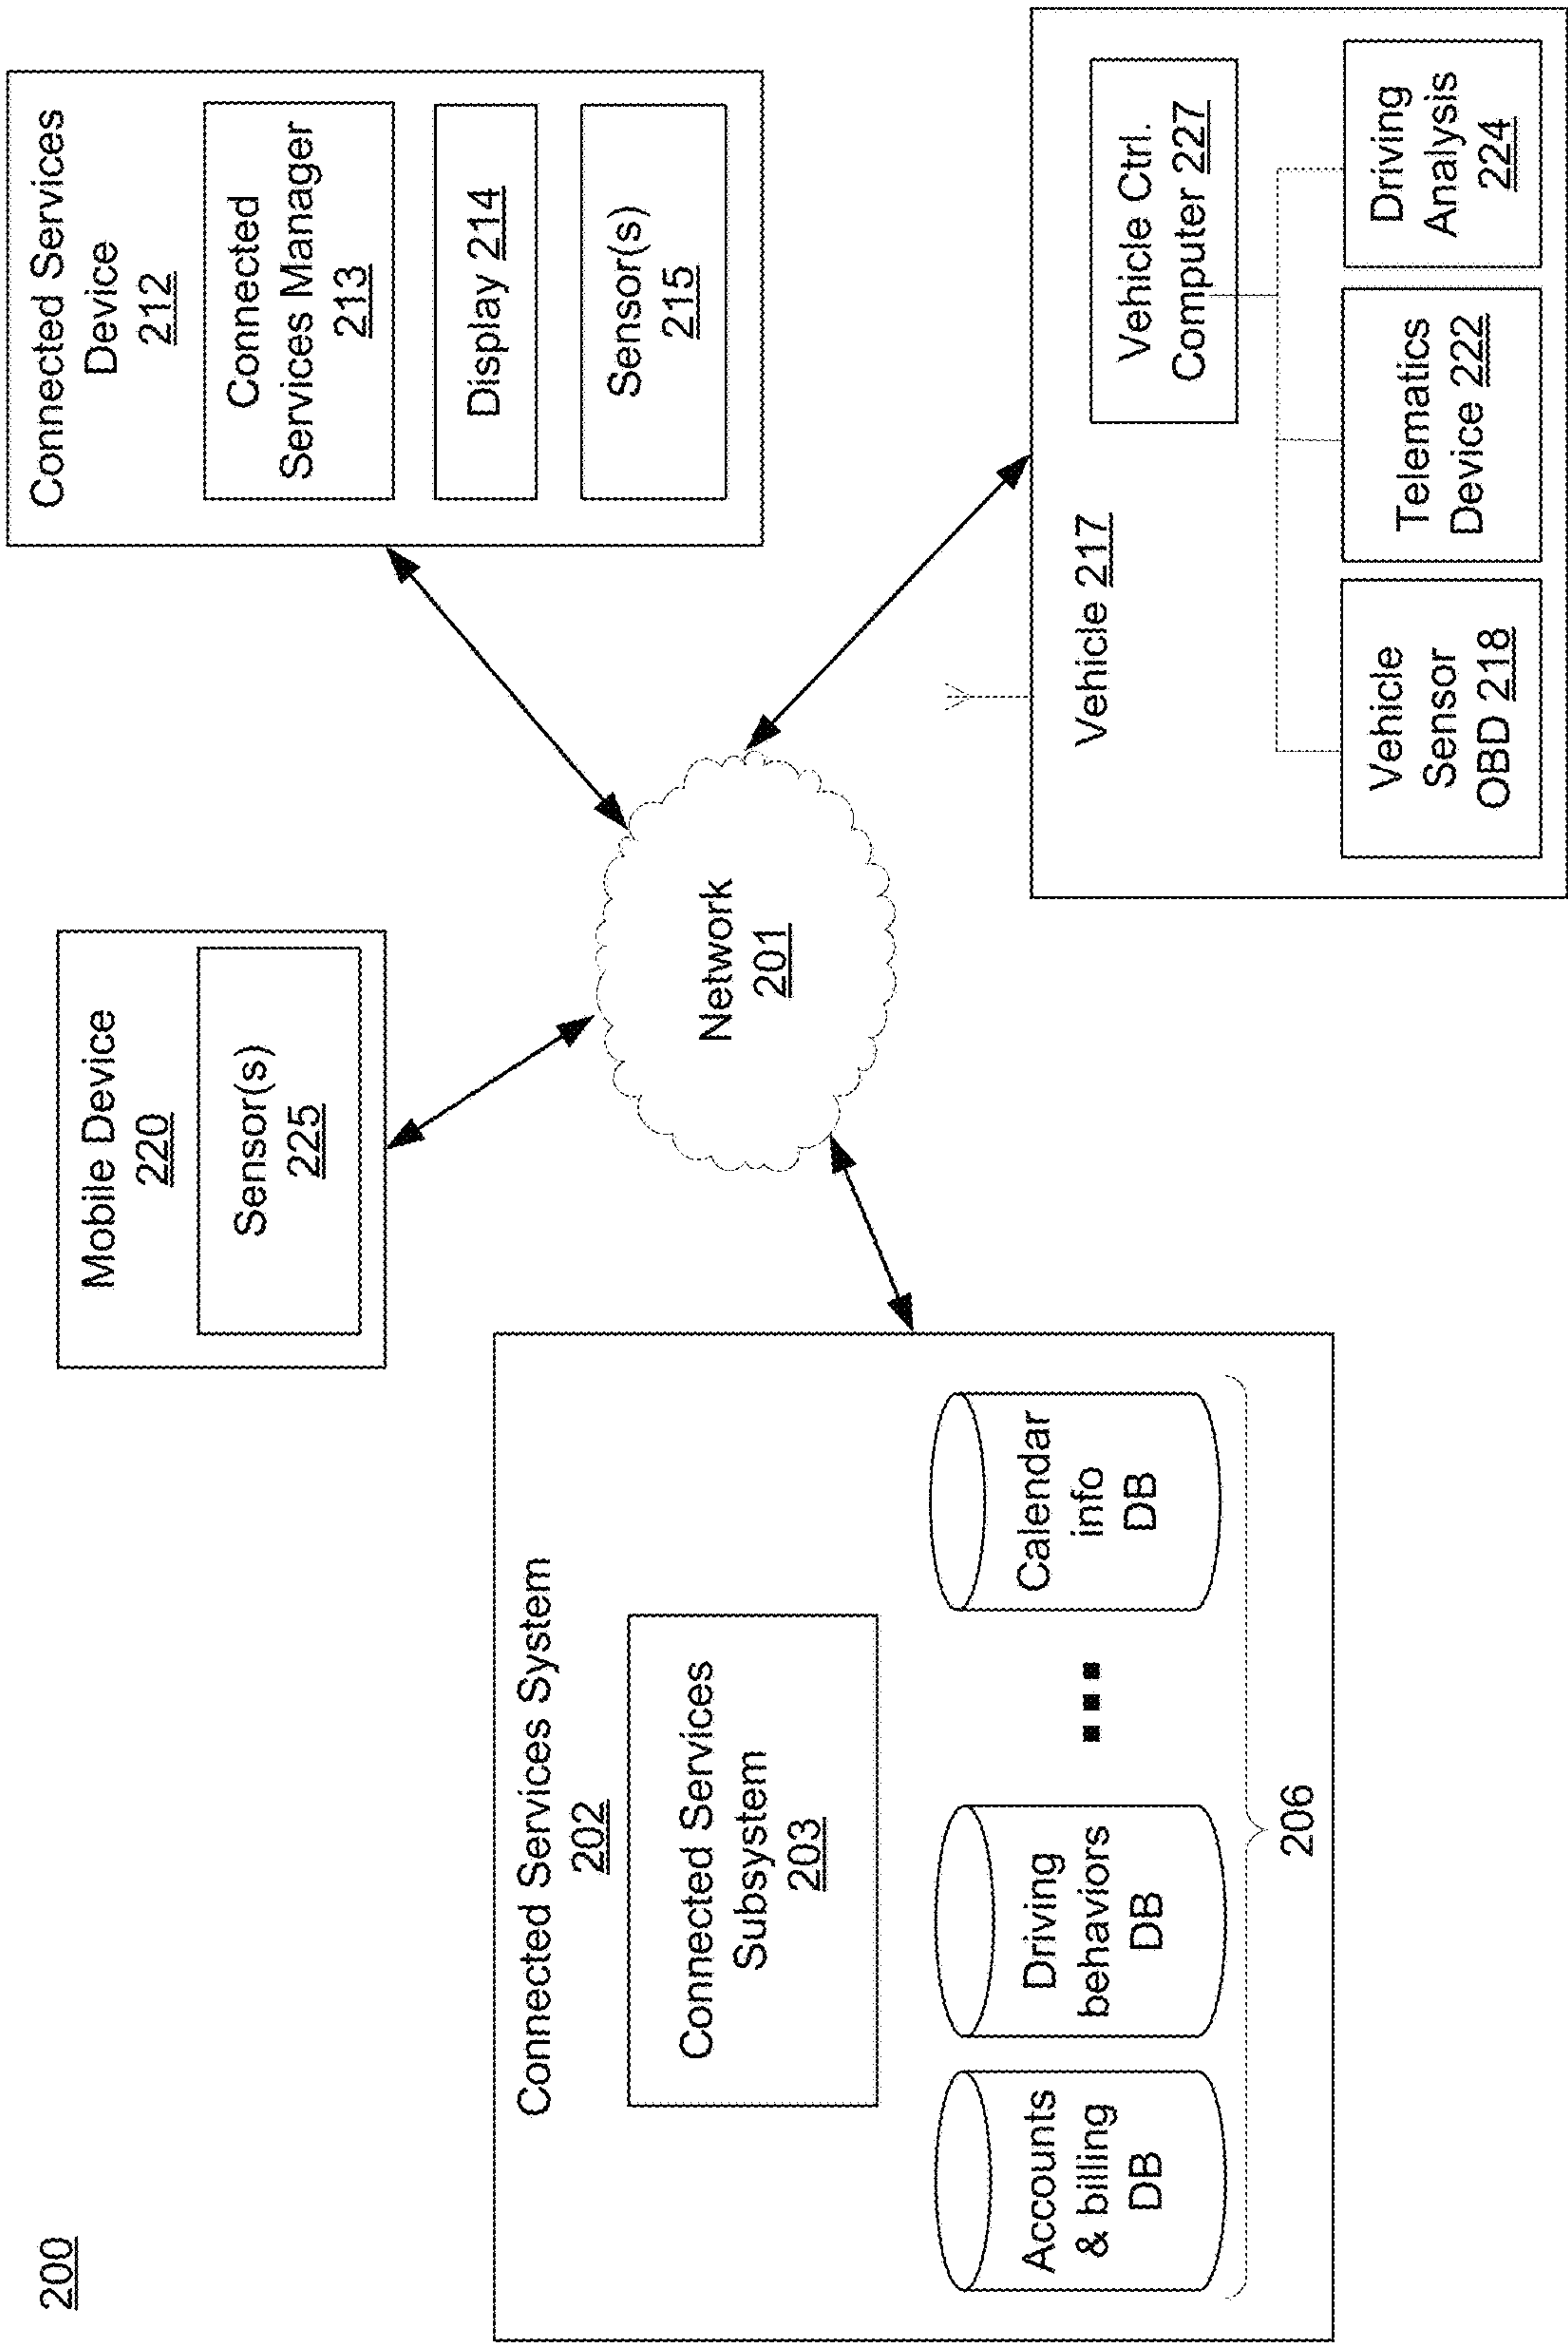 200
Mobile Device
220
Sensor(s)
225
Connected Services
Device
212
Connected
Services Manager
213
Display 214
Sensor(s)
215
Network
201
Connected Services System
202
Connected Services
Subsystem
203
Accounts
& billing
DB
Driving
behaviors
DB
Calendar
info
DB
206
Vehicle 217
Vehicle Ctrl.
Computer 227
Vehicle
Sensor
OBD 218
Telematics
Device 222
Driving
Analysis
224